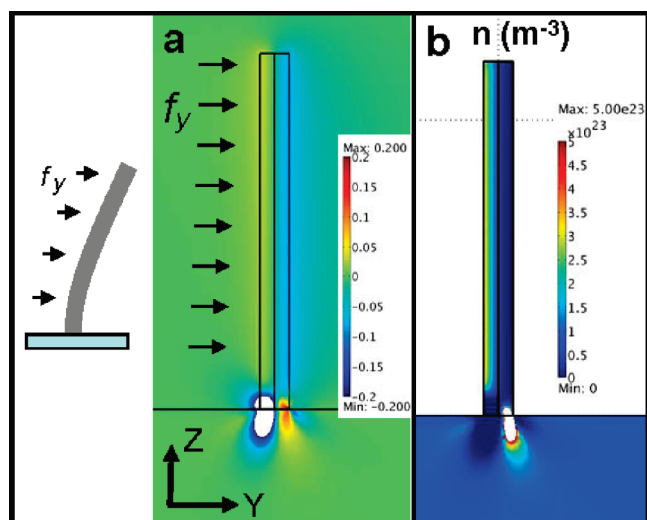 f_y
a
f_y
Max: 0.200
0.2
0.15
0.1
0.05
0
-0.05
-0.1
-0.15
-0.2
Min: -0.200
Z
Y
b n (m⁻³)
Max: 5.00e23
×10²³
5
4.5
4
3.5
3
2.5
2
1.5
1
0.5
0
Min: 0